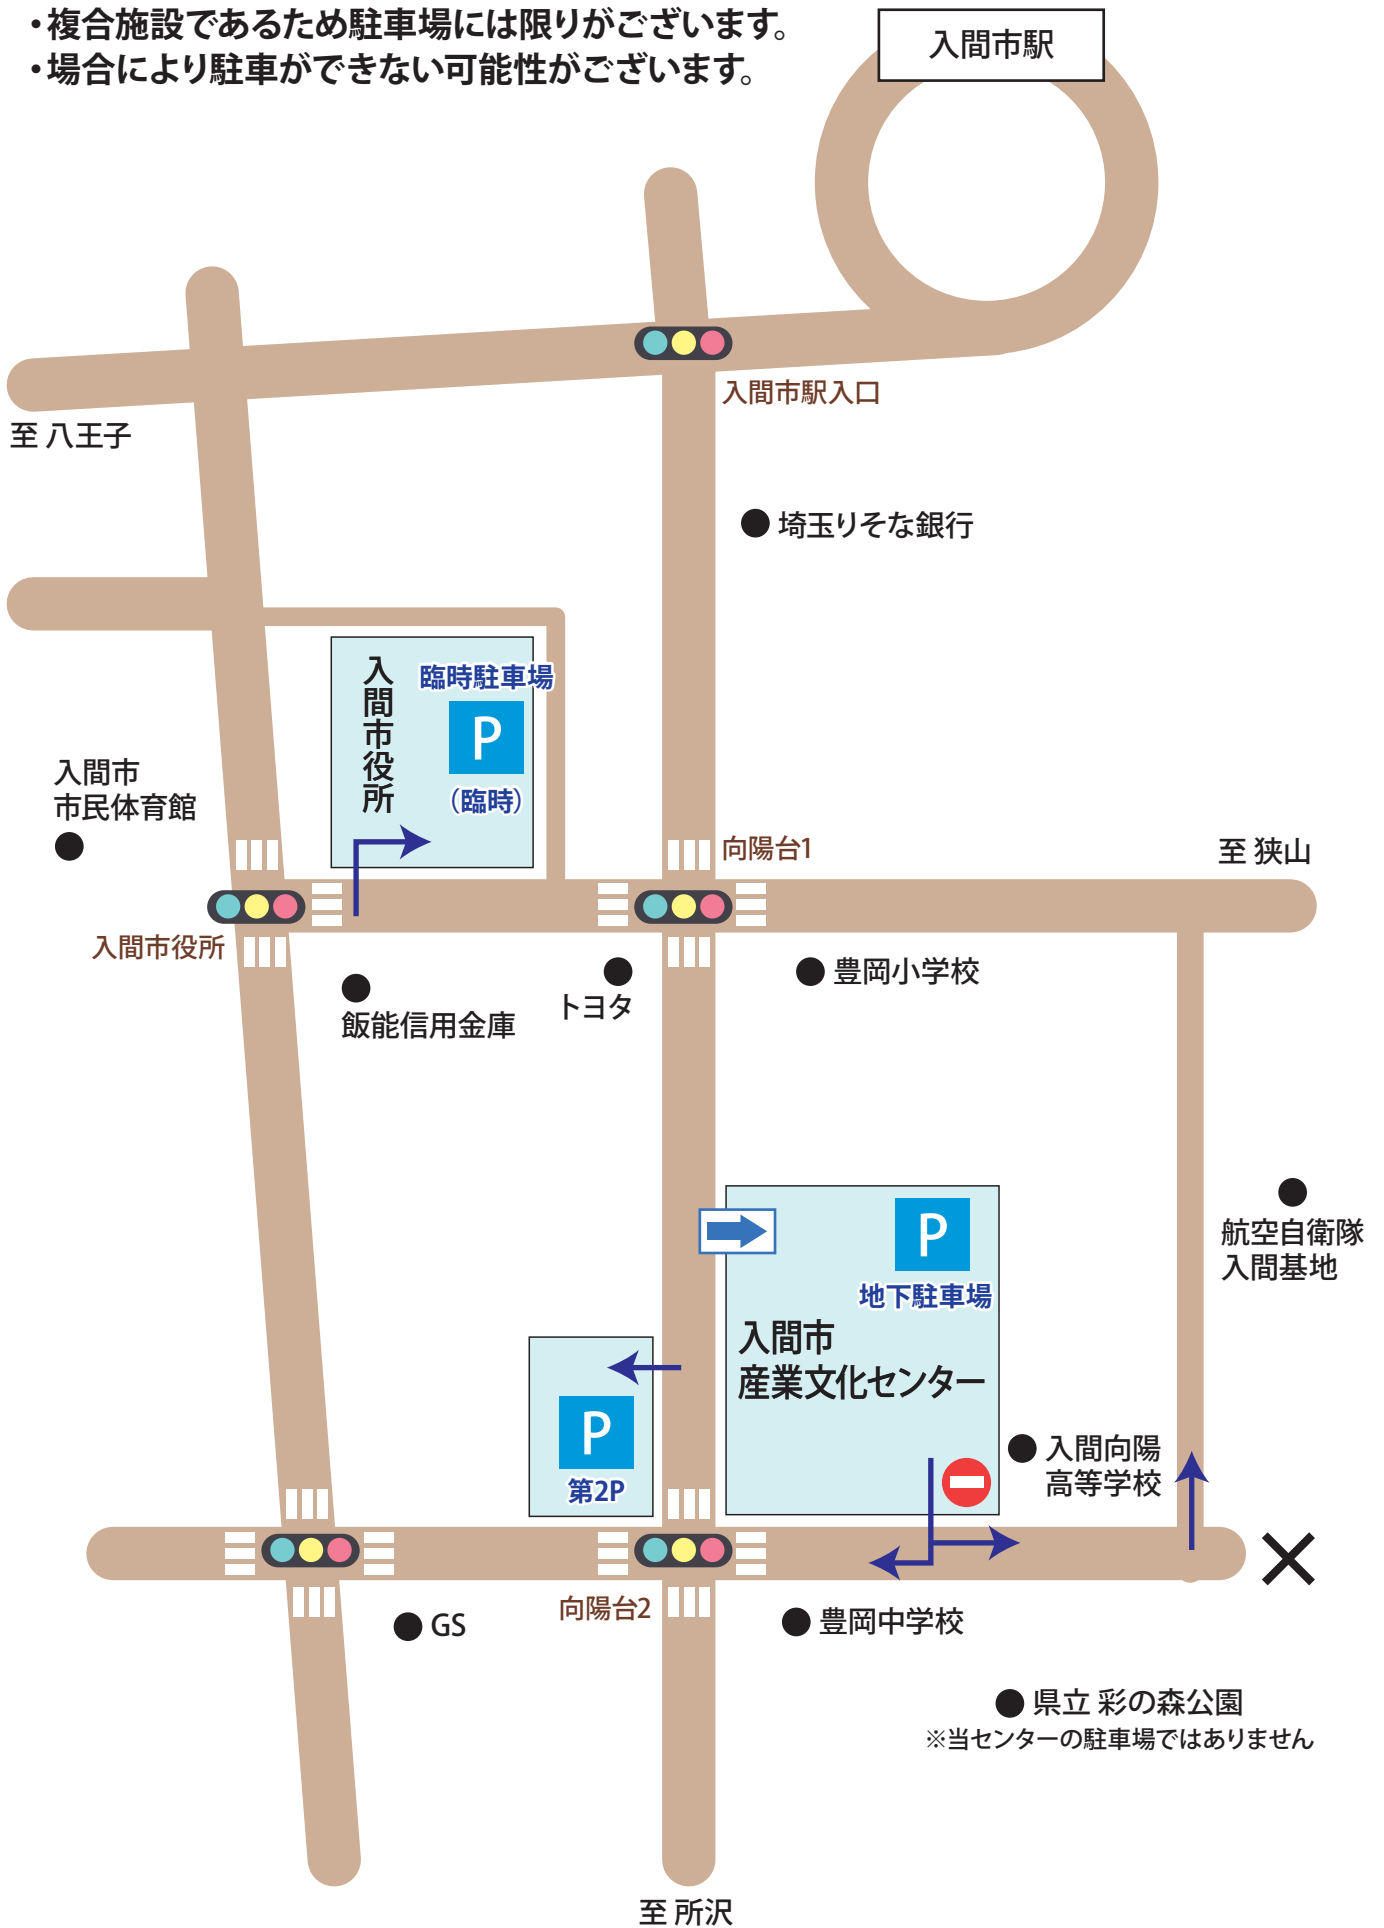 ・複合施設であるため駐車場には限りがございます。
・場合により駐車ができない可能性がございます。
入間市駅
入間市駅入口
至 八王子
埼玉りそな銀行
入間市役所
臨時駐車場
P
（臨時）
入間市
市民体育館
向陽台1
至 狭山
入間市役所
飯能信用金庫
トヨタ
豊岡小学校
P
地下駐車場
入間市
産業文化センター
航空自衛隊
入間基地
P
第2P
入間向陽
高等学校
GS
向陽台2
豊岡中学校
県立 彩の森公園
※当センターの駐車場ではありません
至 所沢